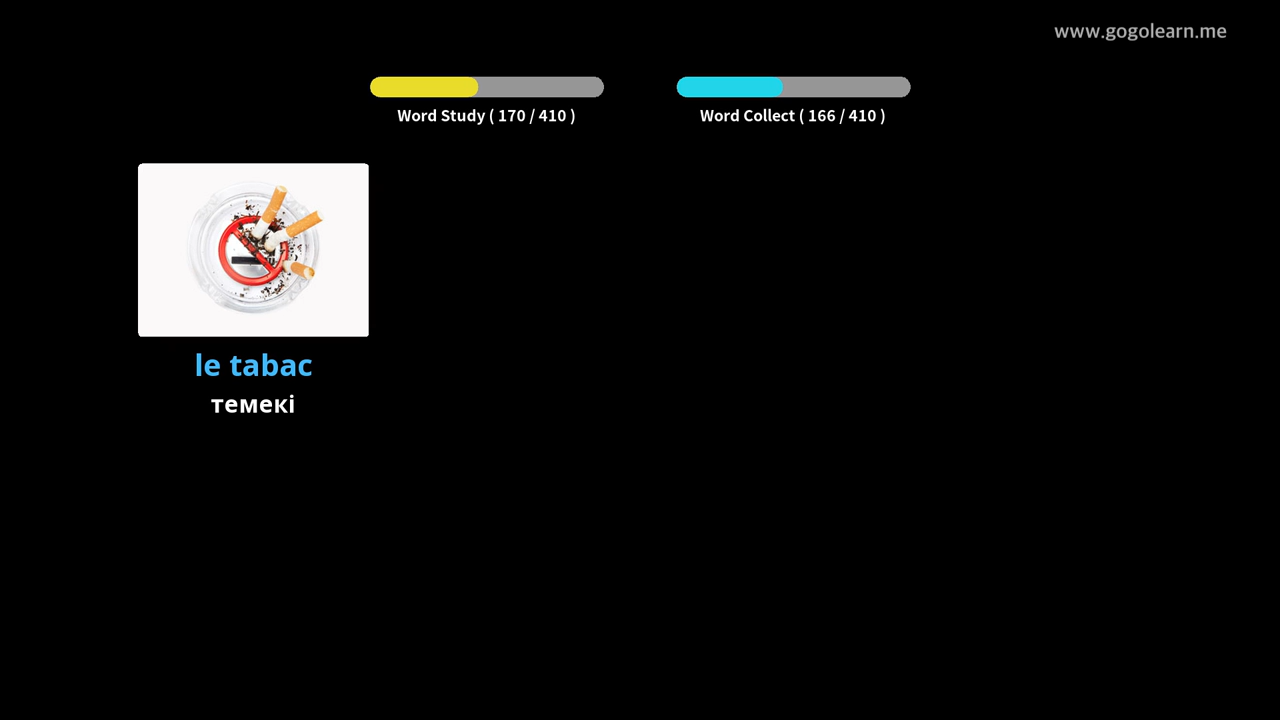 www.gogolearn.me
Word Study ( 170 / 410 )
Word Collect ( 166 / 410 )
le tabac
темекі